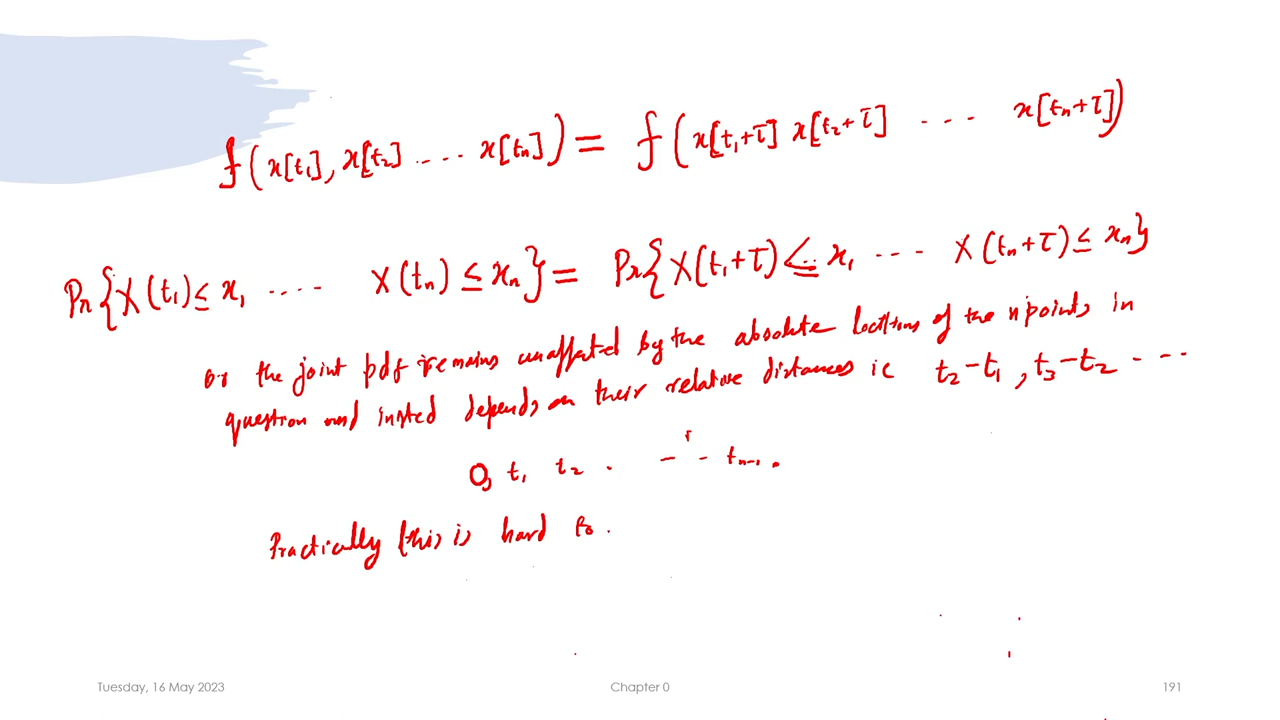 f(x[t₁], x[t₂] .... x[tₙ]) = f(x[t₁+τ] x[t₂+τ] ... x[tₙ+τ])
Pr{X(t₁)≤ x₁ .... X(tₙ) ≤ xₙ} = Pr{X(t₁+τ) ≤ x₁ ... X(tₙ+τ) ≤ xₙ}
or the joint pdf remains unaffected by the absolute locations of the n points in
question and insted depends on their relative distances ie t₂-t₁, t₃-t₂ ...
0, t₁ t₂ . - - tₙ₋₁.
Practically this is hard to.
Tuesday, 16 May 2023 Chapter 0 191